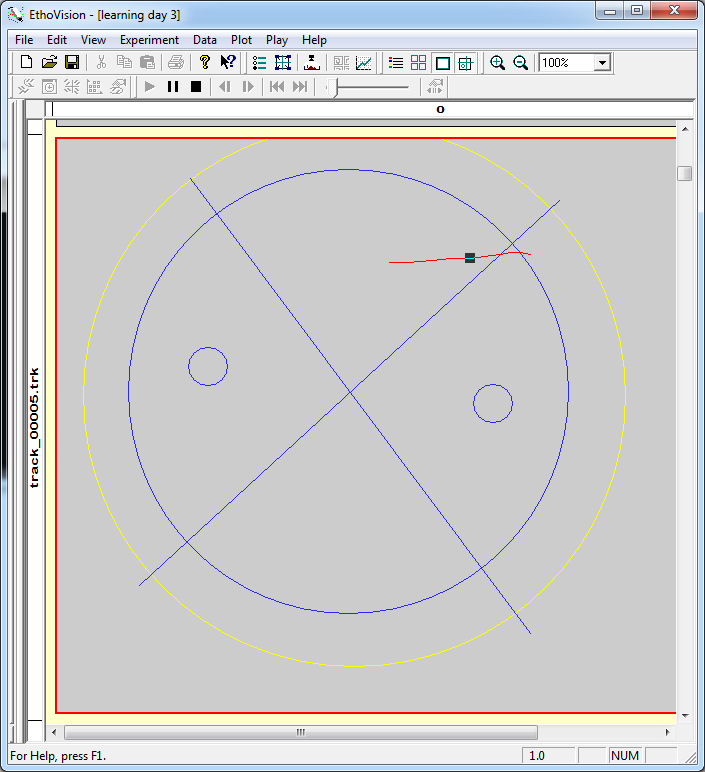 EthoVision - [learning day 3]
File Edit View Experiment Data Plot Play Help
100%
o
track_00005.trk
For Help, press F1.
1.0
NUM